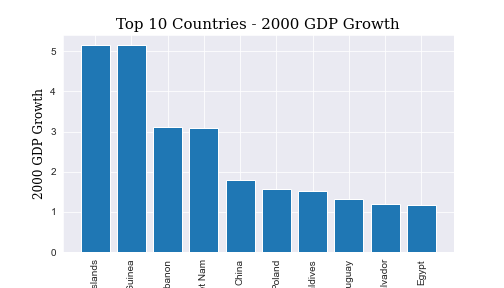 Top 10 Countries - 2000 GDP Growth
2000 GDP Growth
5
4
3
2
1
0
slands
Guinea
banon
t Nam
China
Poland
ldives
uguay
lvador
Egypt